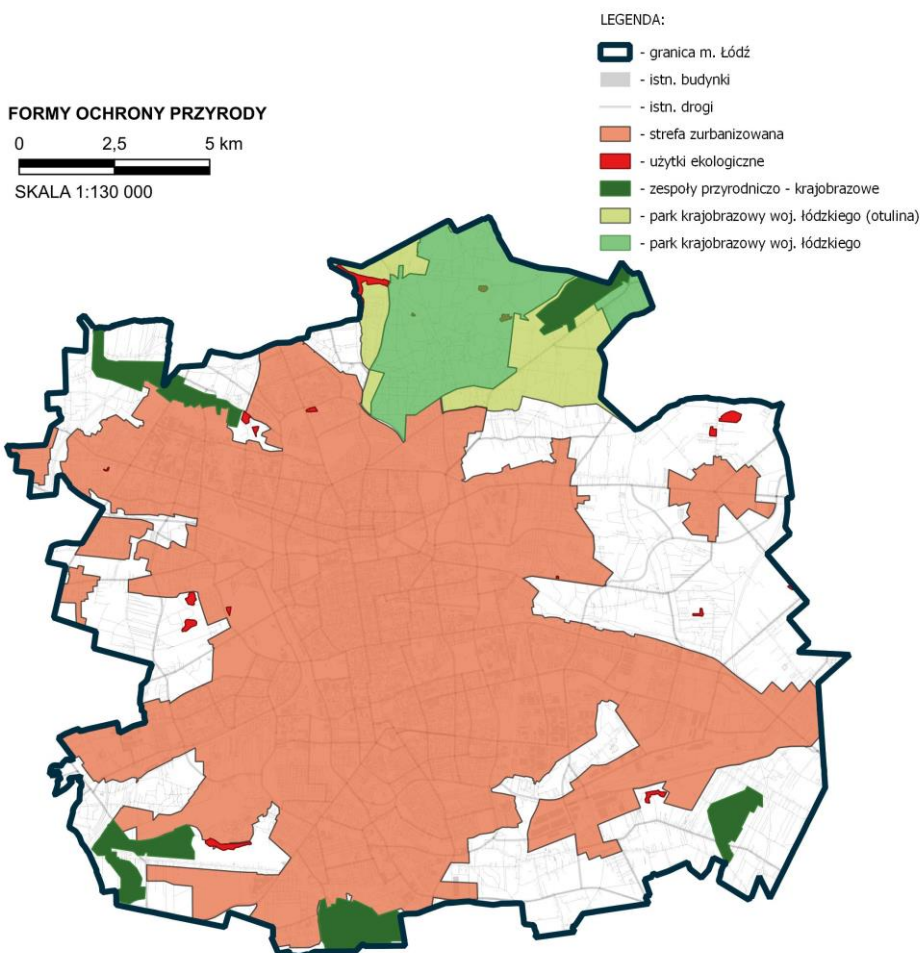 LEGENDA:
- granica m. Łódź
- istn. budynki
- istn. drogi
- strefa zurbanizowana
- użytki ekologiczne
- zespoły przyrodniczo - krajobrazowe
- park krajobrazowy woj. łódzkiego (otulina)
- park krajobrazowy woj. łódzkiego
FORMY OCHRONY PRZYRODY
0 2,5 5 km
SKALA 1:130 000